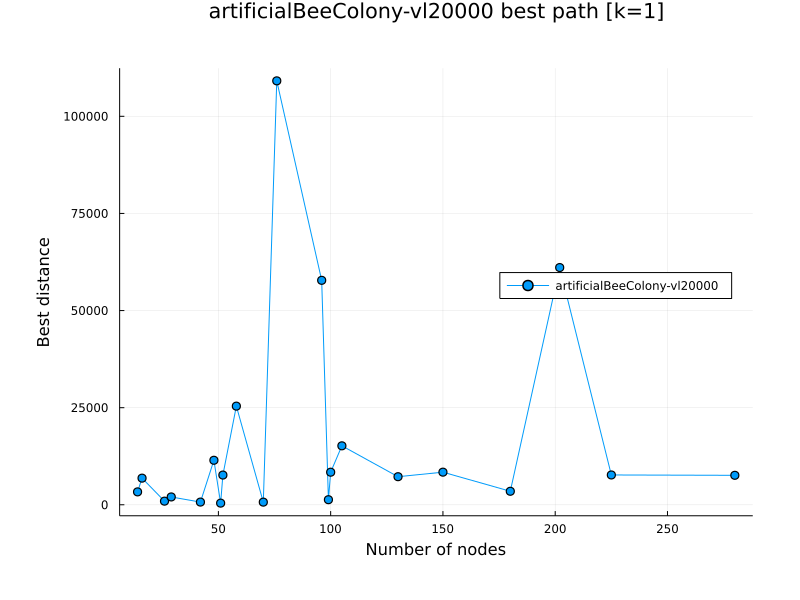 artificialBeeColony-vl20000 best path [k=1]
100000
75000
50000
25000
0
Best distance
artificialBeeColony-vl20000
50
100
150
200
250
Number of nodes